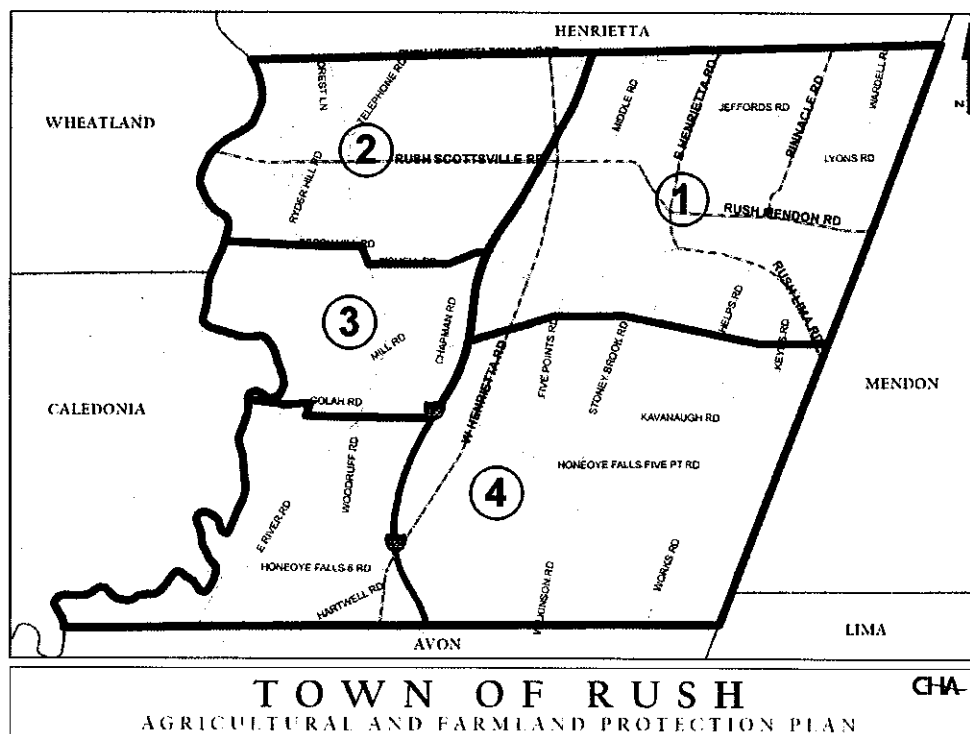 HENRIETTA
WHEATLAND
FOREST LN
TELEPHONE RD
MIDDLE RD
E HENRIETTA RD
JEFFORDS RD
PINNACLE RD
WARDELL RD
2
RUSH SCOTTSVILLE RD
LYONS RD
RYDER HILL RD
1
RUSH MENDON RD
RUSH LIMA RD
3
MILL RD
CHAPMAN RD
W HENRIETTA RD
FIVE POINTS RD
STONEY BROOK RD
PHELPS RD
KEYES RD
MENDON
CALEDONIA
GOLAH RD
KAVANAUGH RD
WOODRUFF RD
HONEOYE FALLS FIVE PT RD
4
E RIVER RD
HONEOYE FALLS 6 RD
HARTWELL RD
WILKINSON RD
WORKS RD
AVON
LIMA
TOWN OF RUSH
AGRICULTURAL AND FARMLAND PROTECTION PLAN
CHA